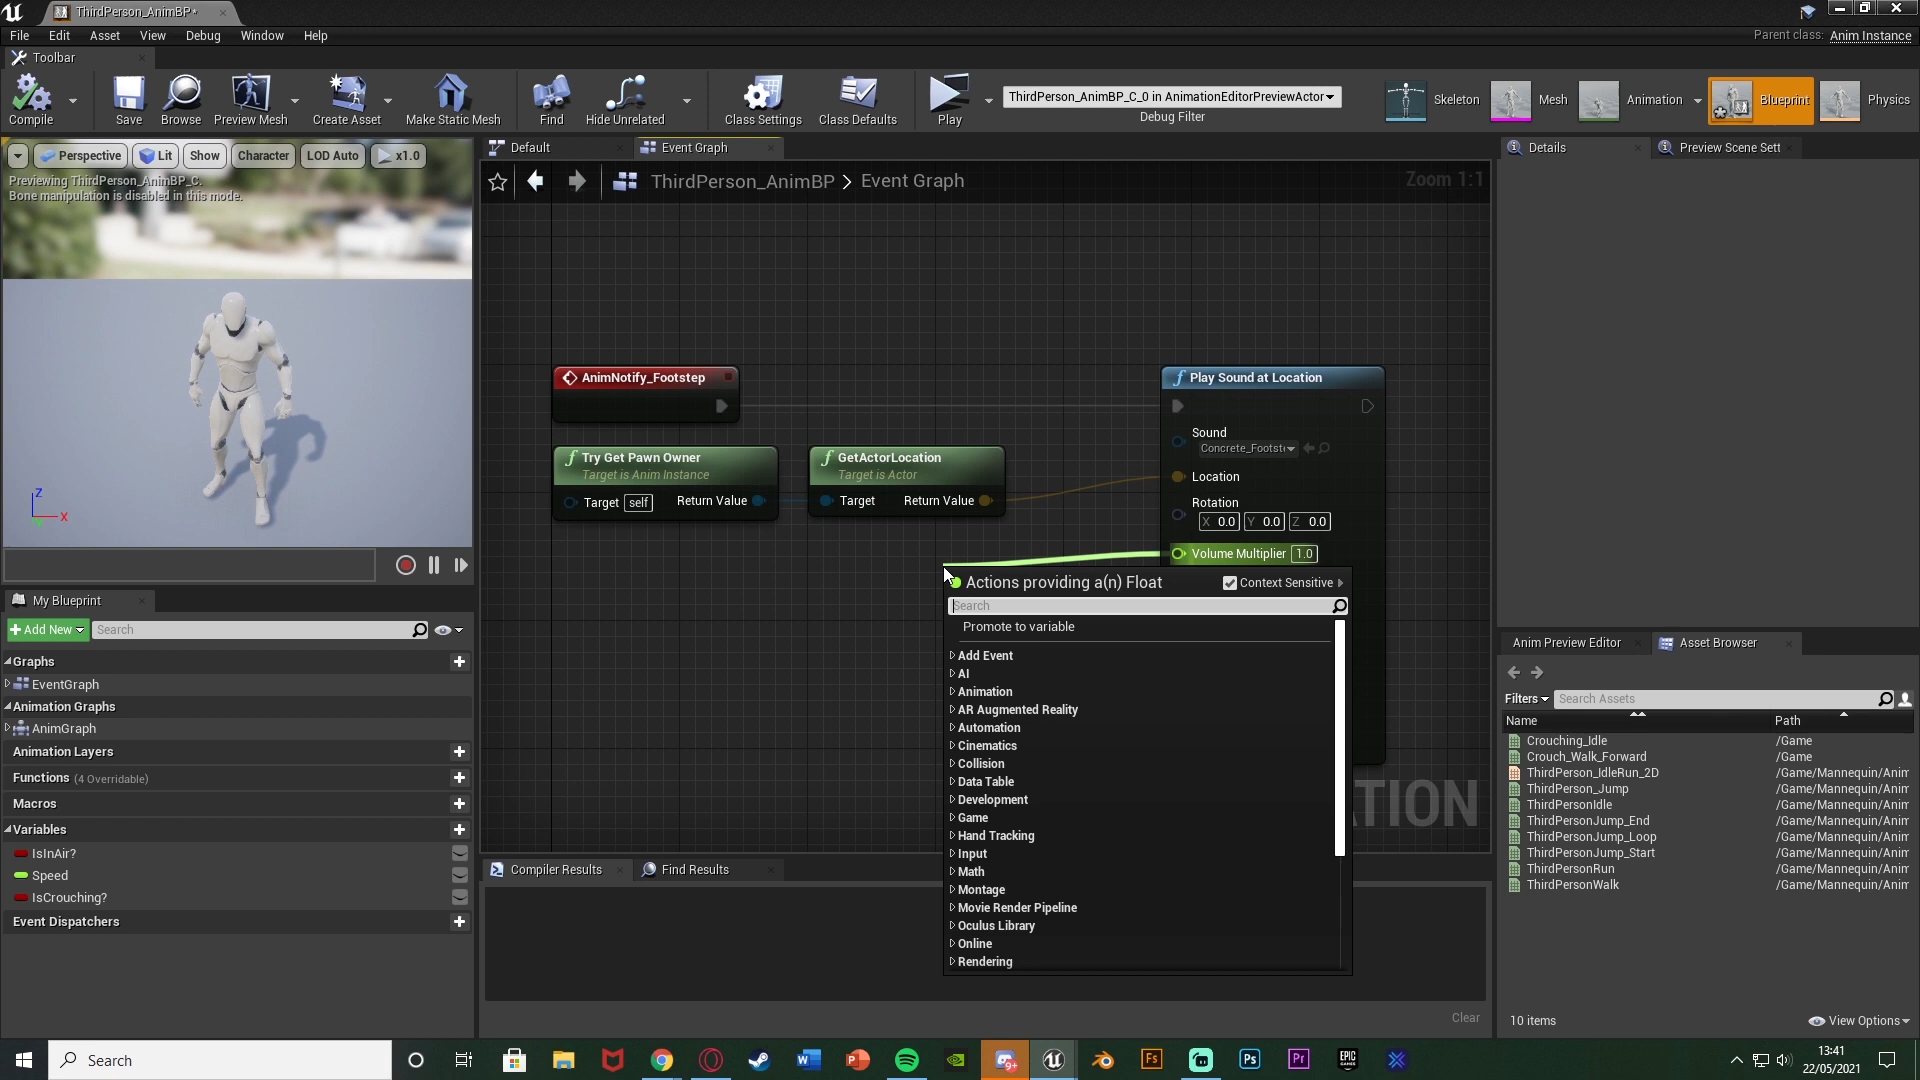 ThirdPerson_AnimBP*
File Edit Asset View Debug Window Help
Parent class: Anim Instance
Toolbar
Compile Save Browse Preview Mesh Create Asset Make Static Mesh Find Hide Unrelated Class Settings Class Defaults Play
ThirdPerson_AnimBP_C_0 in AnimationEditorPreviewActor
Debug Filter
Skeleton Mesh Animation Blueprint Physics
Perspective Lit Show Character LOD Auto x1.0
Previewing ThirdPerson_AnimBP_C.
Bone manipulation is disabled in this mode.
Z
X
Default Event Graph
ThirdPerson_AnimBP > Event Graph
Zoom 1:1
AnimNotify_Footstep
Try Get Pawn Owner
Target is Anim Instance
Target self Return Value
GetActorLocation
Target is Actor
Target Return Value
Play Sound at Location
Sound
Concrete_Footste
Location
Rotation
X 0.0 Y 0.0 Z 0.0
Volume Multiplier 1.0
Actions providing a(n) Float Context Sensitive
Search
Promote to variable
Add Event
AI
Animation
AR Augmented Reality
Automation
Cinematics
Collision
Data Table
Development
Game
Hand Tracking
Input
Math
Montage
Movie Render Pipeline
Oculus Library
Online
Rendering
TION
My Blueprint
+ Add New Search
Graphs
EventGraph
Animation Graphs
AnimGraph
Animation Layers
Functions (4 Overridable)
Macros
Variables
IsInAir?
Speed
IsCrouching?
Event Dispatchers
Compiler Results Find Results
Clear
Details Preview Scene Sett
Anim Preview Editor Asset Browser
Filters Search Assets
Name Path
Crouching_Idle /Game
Crouch_Walk_Forward /Game
ThirdPerson_IdleRun_2D /Game/Mannequin/Anim
ThirdPerson_Jump /Game/Mannequin/Anim
ThirdPersonIdle /Game/Mannequin/Anim
ThirdPersonJump_End /Game/Mannequin/Anim
ThirdPersonJump_Loop /Game/Mannequin/Anim
ThirdPersonJump_Start /Game/Mannequin/Anim
ThirdPersonRun /Game/Mannequin/Anim
ThirdPersonWalk /Game/Mannequin/Anim
10 items View Options
Search
W P 9+ Fs Ps Pr EPIC GAMES
13:41
22/05/2021